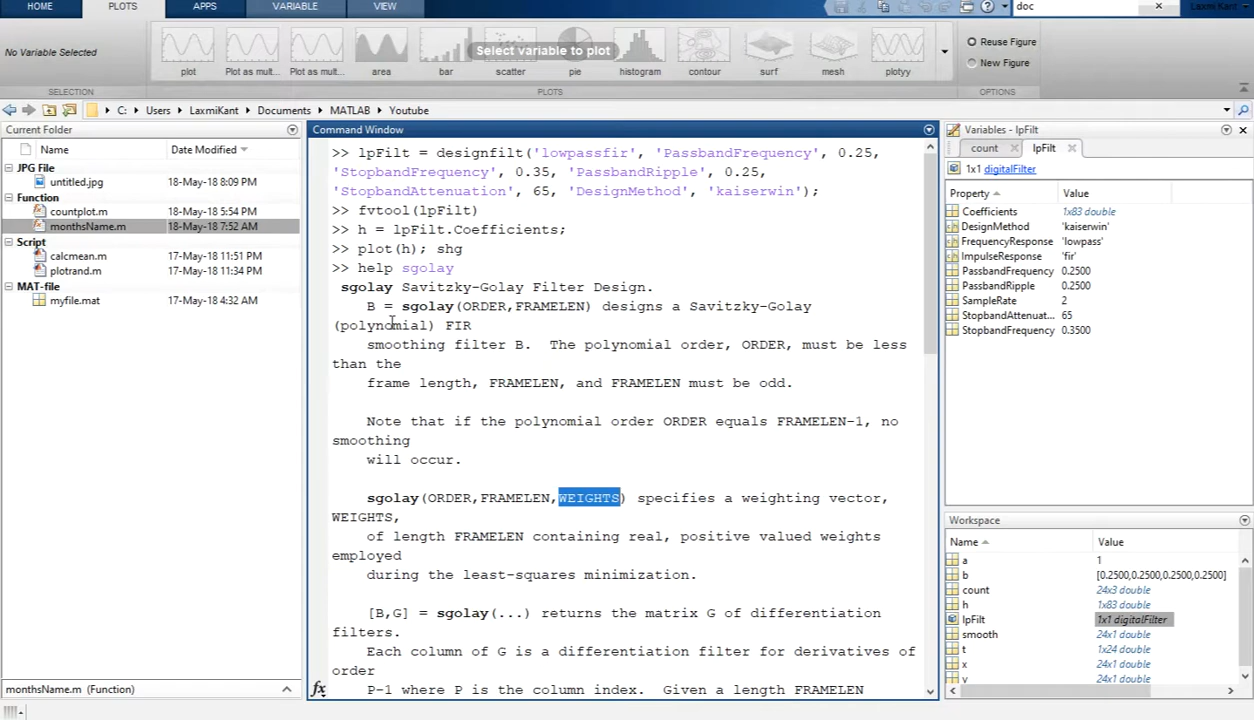 HOME PLOTS APPS VARIABLE VIEW doc Laxmi Kant
No Variable Selected
plot Plot as mult... Plot as mult... area bar scatter pie histogram contour surf mesh plotyy
Select variable to plot
Reuse Figure
New Figure
SELECTION PLOTS OPTIONS
C: Users LaxmiKant Documents MATLAB Youtube
Current Folder
Name Date Modified
JPG File
untitled.jpg 18-May-18 8:09 PM
Function
countplot.m 18-May-18 5:54 PM
monthsName.m 18-May-18 7:52 AM
Script
calcmean.m 17-May-18 11:51 PM
plotrand.m 17-May-18 11:34 PM
MAT-file
myfile.mat 17-May-18 4:32 AM
monthsName.m (Function)
Command Window
>> lpFilt = designfilt('lowpassfir', 'PassbandFrequency', 0.25,
'StopbandFrequency', 0.35, 'PassbandRipple', 0.25,
'StopbandAttenuation', 65, 'DesignMethod', 'kaiserwin');
>> fvtool(lpFilt)
>> h = lpFilt.Coefficients;
>> plot(h); shg
>> help sgolay
sgolay Savitzky-Golay Filter Design.
B = sgolay(ORDER,FRAMELEN) designs a Savitzky-Golay
(polynomial) FIR
smoothing filter B. The polynomial order, ORDER, must be less
than the
frame length, FRAMELEN, and FRAMELEN must be odd.
Note that if the polynomial order ORDER equals FRAMELEN-1, no
smoothing
will occur.
sgolay(ORDER,FRAMELEN,WEIGHTS) specifies a weighting vector,
WEIGHTS,
of length FRAMELEN containing real, positive valued weights
employed
during the least-squares minimization.
[B,G] = sgolay(...) returns the matrix G of differentiation
filters.
Each column of G is a differentiation filter for derivatives of
order
P-1 where P is the column index. Given a length FRAMELEN
fx
Variables - lpFilt
count lpFilt
1x1 digitalFilter
Property Value
Coefficients 1x83 double
DesignMethod 'kaiserwin'
FrequencyResponse 'lowpass'
ImpulseResponse 'fir'
PassbandFrequency 0.2500
PassbandRipple 0.2500
SampleRate 2
StopbandAttenuat... 65
StopbandFrequency 0.3500
Workspace
Name Value
a 1
b [0.2500,0.2500,0.2500,0.2500]
count 24x3 double
h 1x83 double
lpFilt 1x1 digitalFilter
smooth 24x1 double
t 1x24 double
x 24x1 double
y 24x1 double